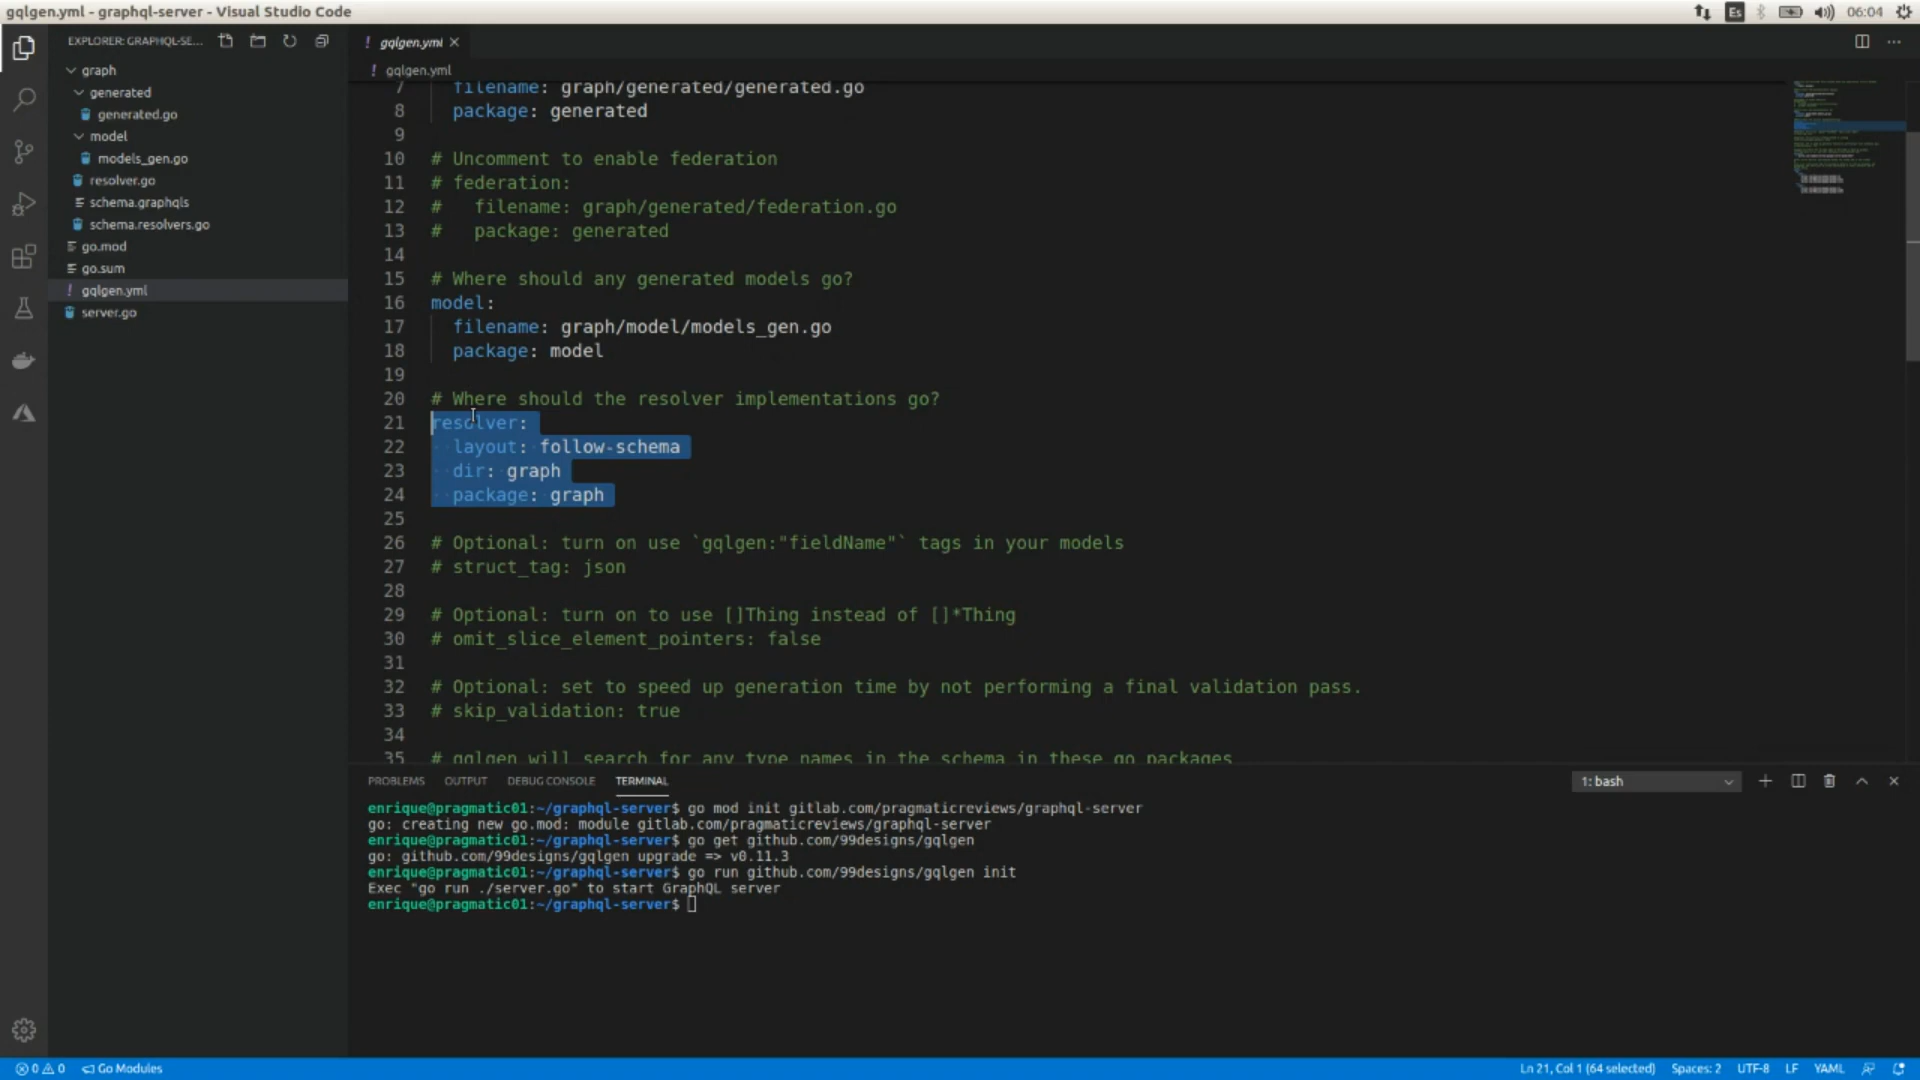 gqlgen.yml - graphql-server - Visual Studio Code
Es
06:04
EXPLORER: GRAPHQL-SE...
graph
generated
generated.go
model
models_gen.go
resolver.go
schema.graphqls
schema.resolvers.go
go.mod
go.sum
! gqlgen.yml
server.go
! gqlgen.yml
! gqlgen.yml
7 filename: graph/generated/generated.go
8 package: generated
9
10 # Uncomment to enable federation
11 # federation:
12 # filename: graph/generated/federation.go
13 # package: generated
14
15 # Where should any generated models go?
16 model:
17 filename: graph/model/models_gen.go
18 package: model
19
20 # Where should the resolver implementations go?
21 resolver:
22 layout: follow-schema
23 dir: graph
24 package: graph
25
26 # Optional: turn on use `gqlgen:"fieldName"` tags in your models
27 # struct_tag: json
28
29 # Optional: turn on to use []Thing instead of []*Thing
30 # omit_slice_element_pointers: false
31
32 # Optional: set to speed up generation time by not performing a final validation pass.
33 # skip_validation: true
34
35 # gqlgen will search for any type names in the schema in these go packages
PROBLEMS OUTPUT DEBUG CONSOLE TERMINAL
1: bash
enrique@pragmatic01:~/graphql-server$ go mod init gitlab.com/pragmaticreviews/graphql-server
go: creating new go.mod: module gitlab.com/pragmaticreviews/graphql-server
enrique@pragmatic01:~/graphql-server$ go get github.com/99designs/gqlgen
go: github.com/99designs/gqlgen upgrade => v0.11.3
enrique@pragmatic01:~/graphql-server$ go run github.com/99designs/gqlgen init
Exec "go run ./server.go" to start GraphQL server
enrique@pragmatic01:~/graphql-server$
0 0 Go Modules
Ln 21, Col 1 (64 selected) Spaces: 2 UTF-8 LF YAML